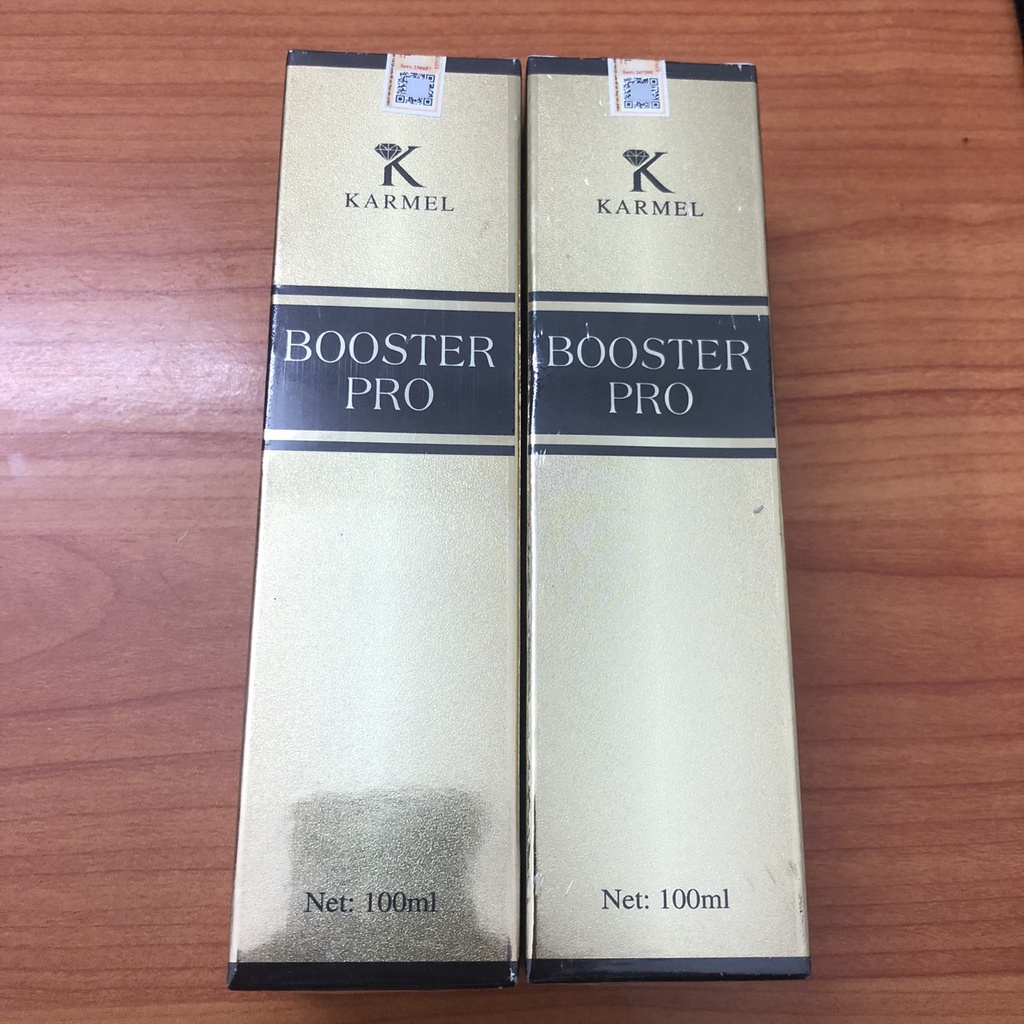 KARMEL
BOOSTER
PRO
Net: 100ml
KARMEL
BOOSTER
PRO
Net: 100ml